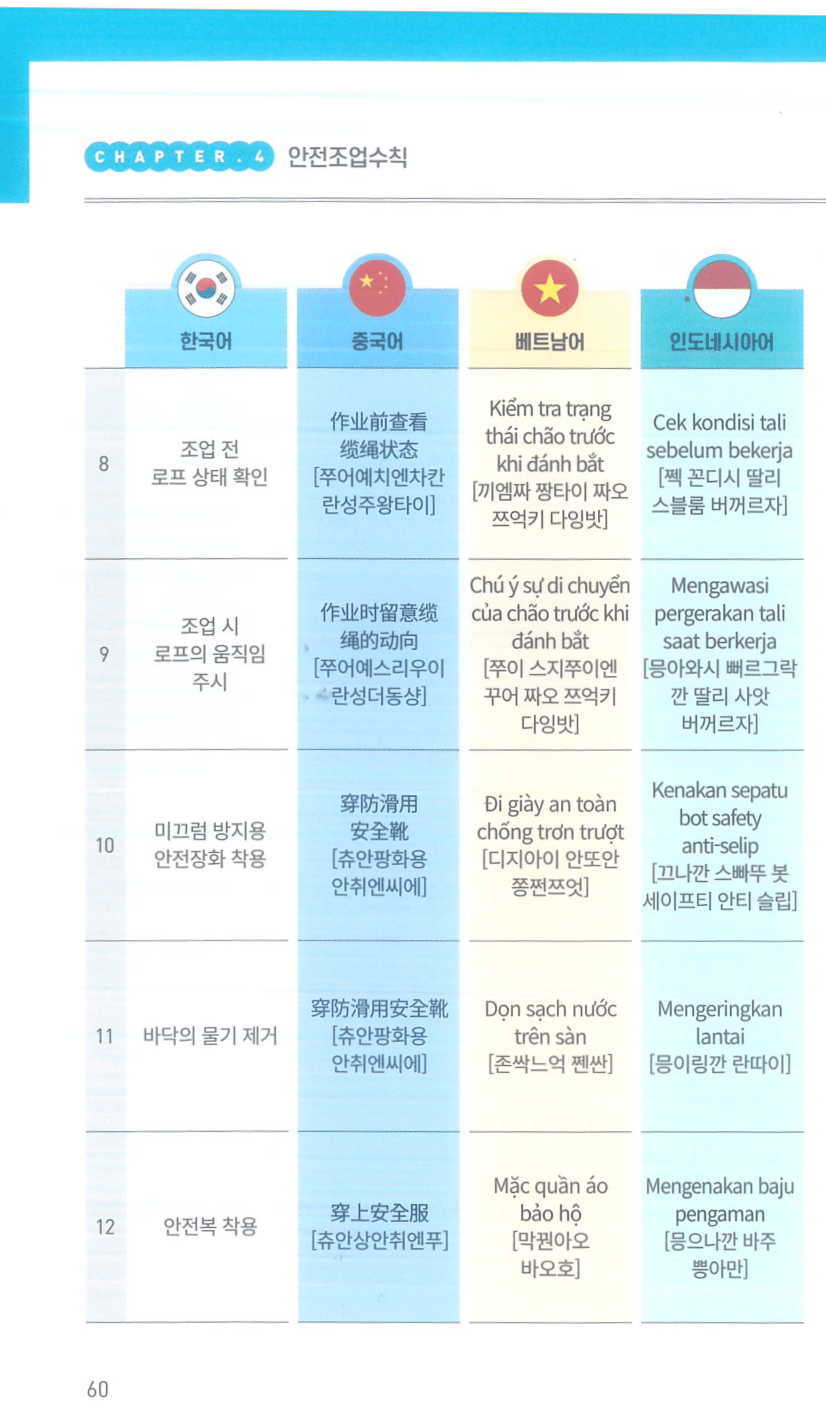 CHAPTER. 4 안전조업수칙
한국어
중국어
베트남어
인도네시아어
8
조업 전
로프 상태 확인
作业前查看
缆绳状态
[쭈어예치엔차칸
란성주왕타이]
Kiểm tra trạng
thái chão trước
khi đánh bắt
[끼엠짜 짱타이 짜오
쯔억키 다잉밧]
Cek kondisi tali
sebelum bekerja
[쩩 꼰디시 딸리
스블룸 버꺼르자]
9
조업 시
로프의 움직임
주시
作业时留意缆
绳的动向
[쭈어예스리우이
란성더동샹]
Chú ý sự di chuyển
của chão trước khi
đánh bắt
[쭈이 스지쭈이엔
꾸어 짜오 쯔억키
다잉밧]
Mengawasi
pergerakan tali
saat berkerja
[믕아와시 뻐르그락
깐 딸리 사앗
버꺼르자]
10
미끄럼 방지용
안전장화 착용
穿防滑用
安全靴
[츄안팡화용
안취엔씨에]
Đi giày an toàn
chống trơn trượt
[디지아이 안또안
쫑쩐쯔엇]
Kenakan sepatu
bot safety
anti-selip
[끄나깐 스빠뚜 봇
세이프티 안티 슬립]
11
바닥의 물기 제거
穿防滑用安全靴
[츄안팡화용
안취엔씨에]
Dọn sạch nước
trên sàn
[존싹느억 쩬싼]
Mengeringkan
lantai
[믕이링깐 란따이]
12
안전복 착용
穿上安全服
[츄안상안취엔푸]
Mặc quần áo
bảo hộ
[막꿘아오
바오호]
Mengenakan baju
pengaman
[믕으나깐 바주
뿡아만]
60